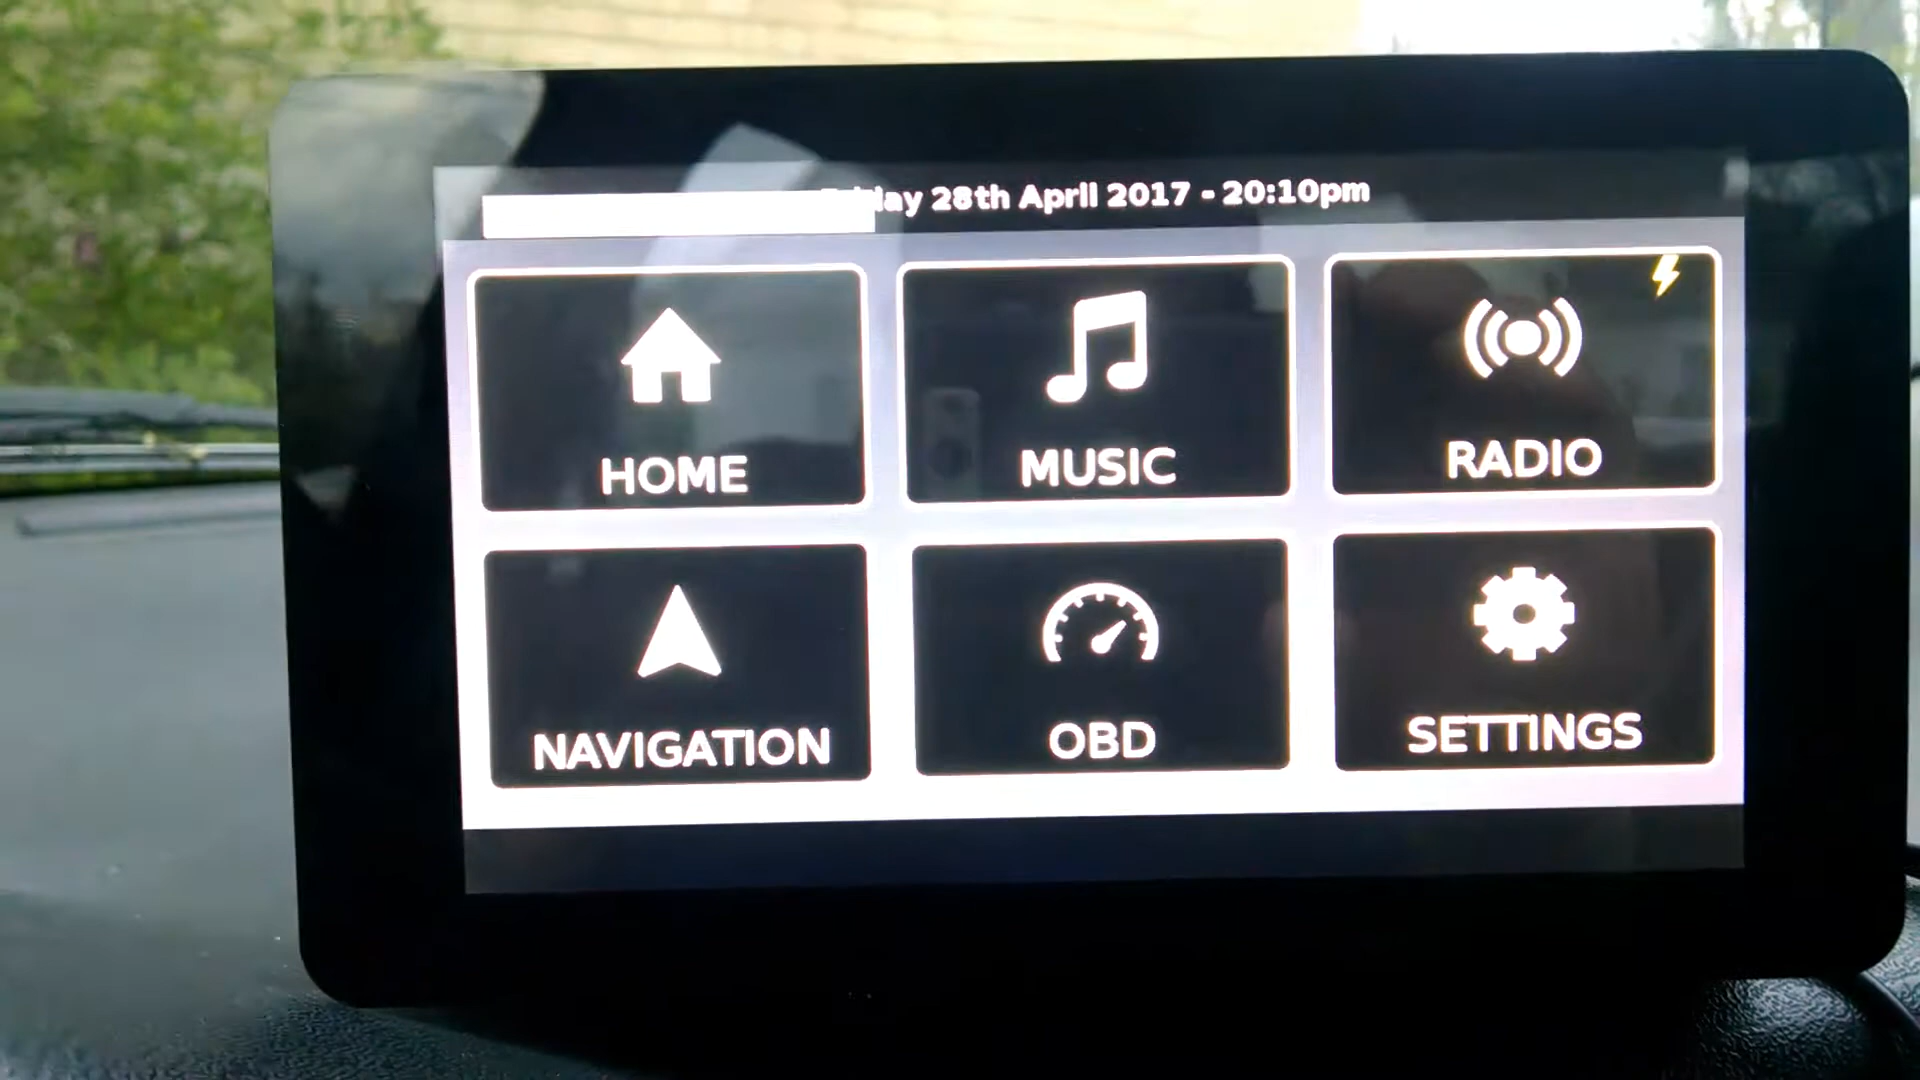 28th April 2017 - 20:10pm
HOME
MUSIC
RADIO
NAVIGATION
OBD
SETTINGS